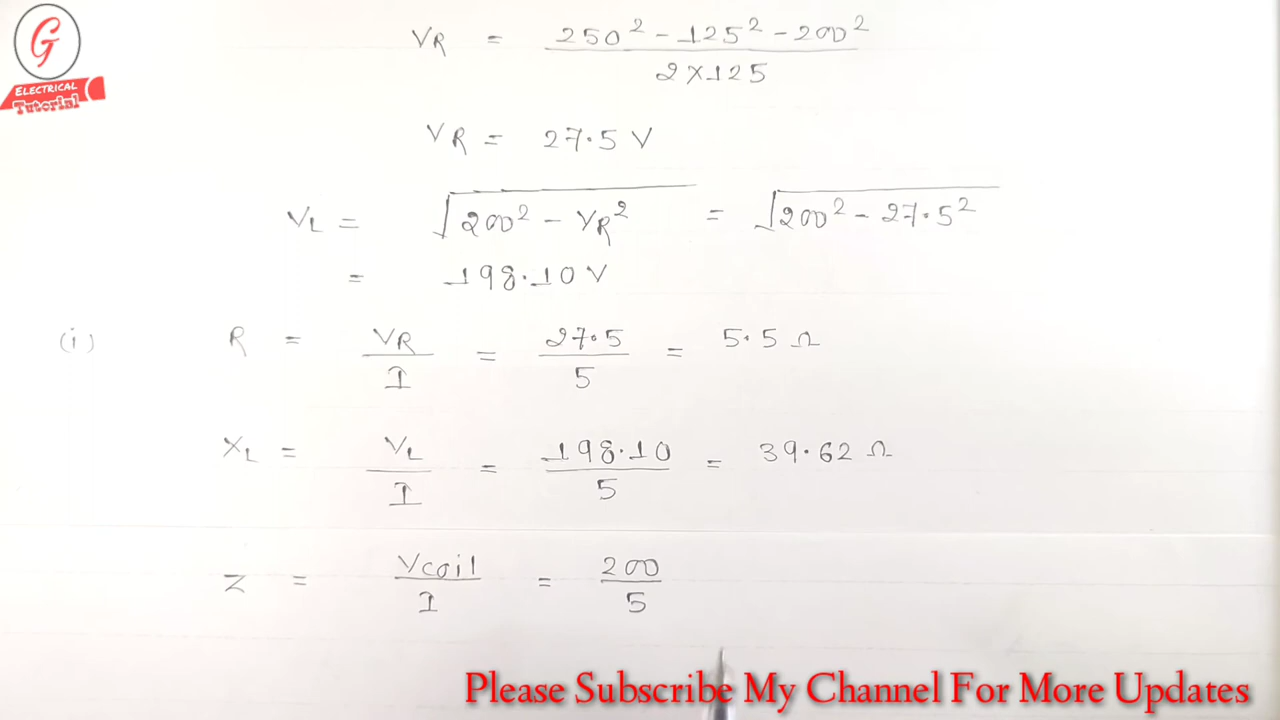 G
ELECTRICAL
Tutorial
VR = 250² - 125² - 200² / 2 × 125
VR = 27.5 V
VL = √(200² - VR²) = √(200² - 27.5²)
= 198.10 V
(i) R = VR / I = 27.5 / 5 = 5.5 Ω
XL = VL / I = 198.10 / 5 = 39.62 Ω
Z = Vcoil / I = 200 / 5
Please Subscribe My Channel For More Updates